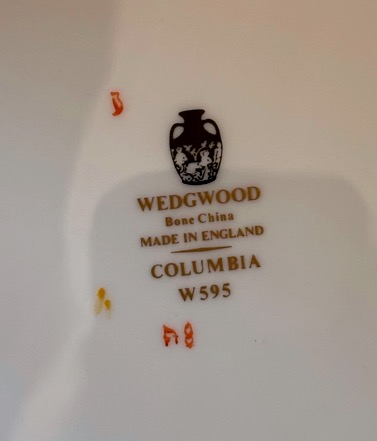 WEDGWOOD
Bone China
MADE IN ENGLAND
COLUMBIA
W595